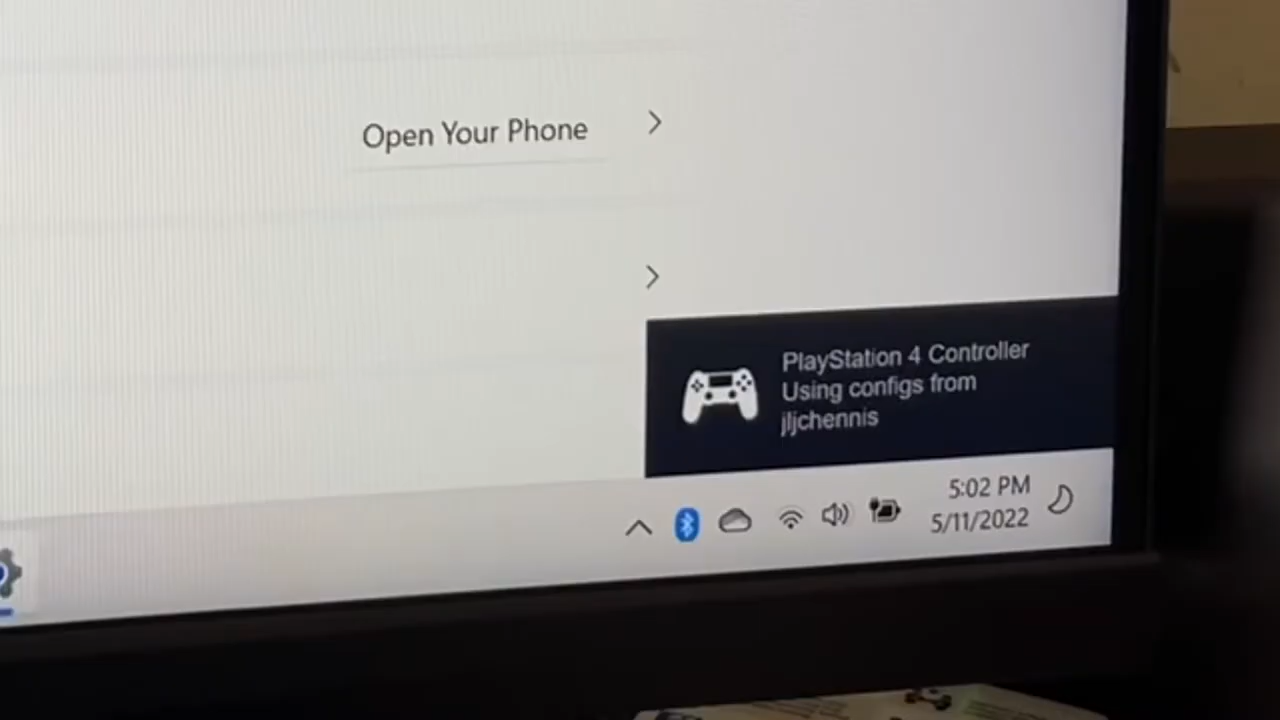 Open Your Phone
PlayStation 4 Controller
Using configs from
jljchennis
5:02 PM
5/11/2022